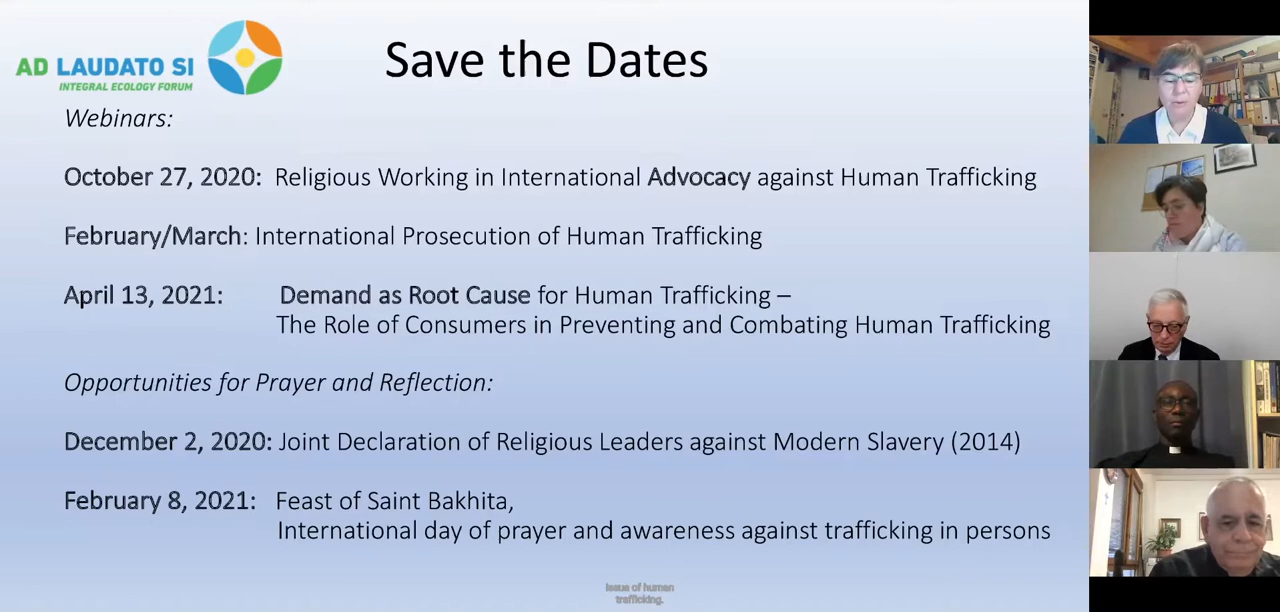 AD LAUDATO SI
INTEGRAL ECOLOGY FORUM
Save the Dates
Webinars:
October 27, 2020: Religious Working in International Advocacy against Human Trafficking
February/March: International Prosecution of Human Trafficking
April 13, 2021: Demand as Root Cause for Human Trafficking –
The Role of Consumers in Preventing and Combating Human Trafficking
Opportunities for Prayer and Reflection:
December 2, 2020: Joint Declaration of Religious Leaders against Modern Slavery (2014)
February 8, 2021: Feast of Saint Bakhita,
International day of prayer and awareness against trafficking in persons
Issue of human
trafficking.